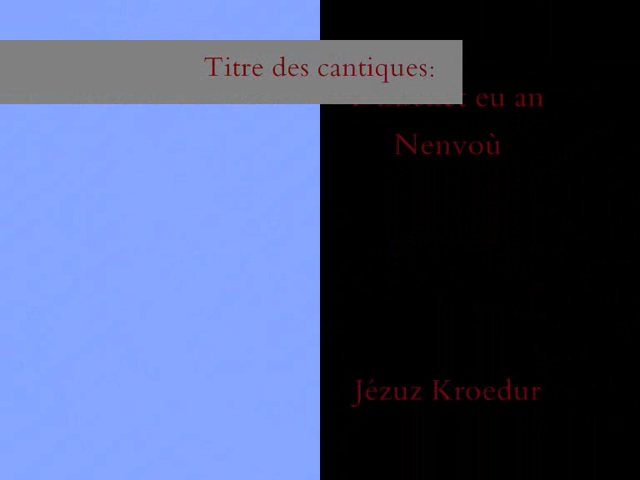 Titre des cantiques:
eu an
Nenvoù
Jézuz Kroedur